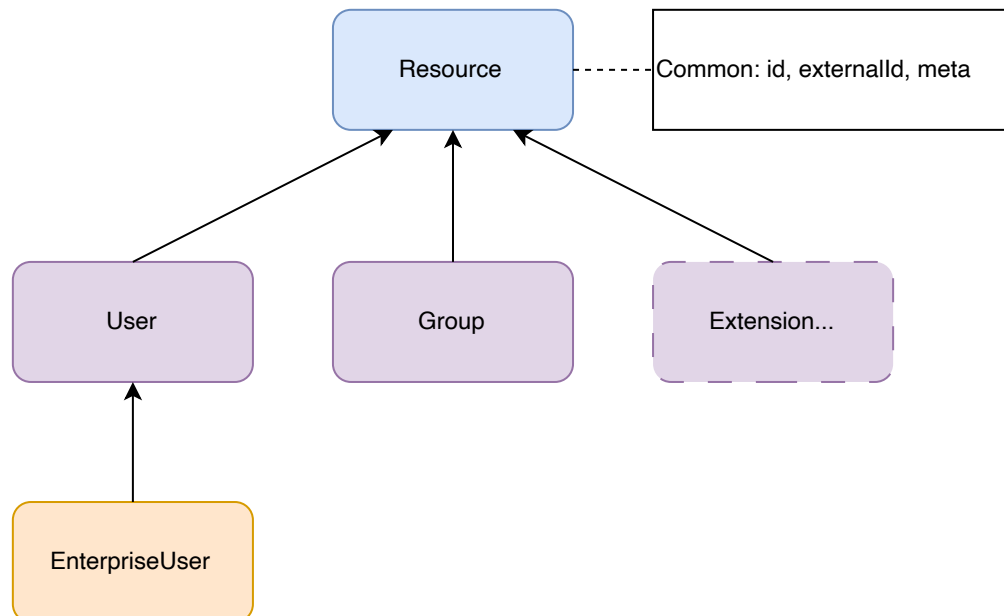 Resource
Common: id, externalId, meta
User
Group
Extension...
EnterpriseUser